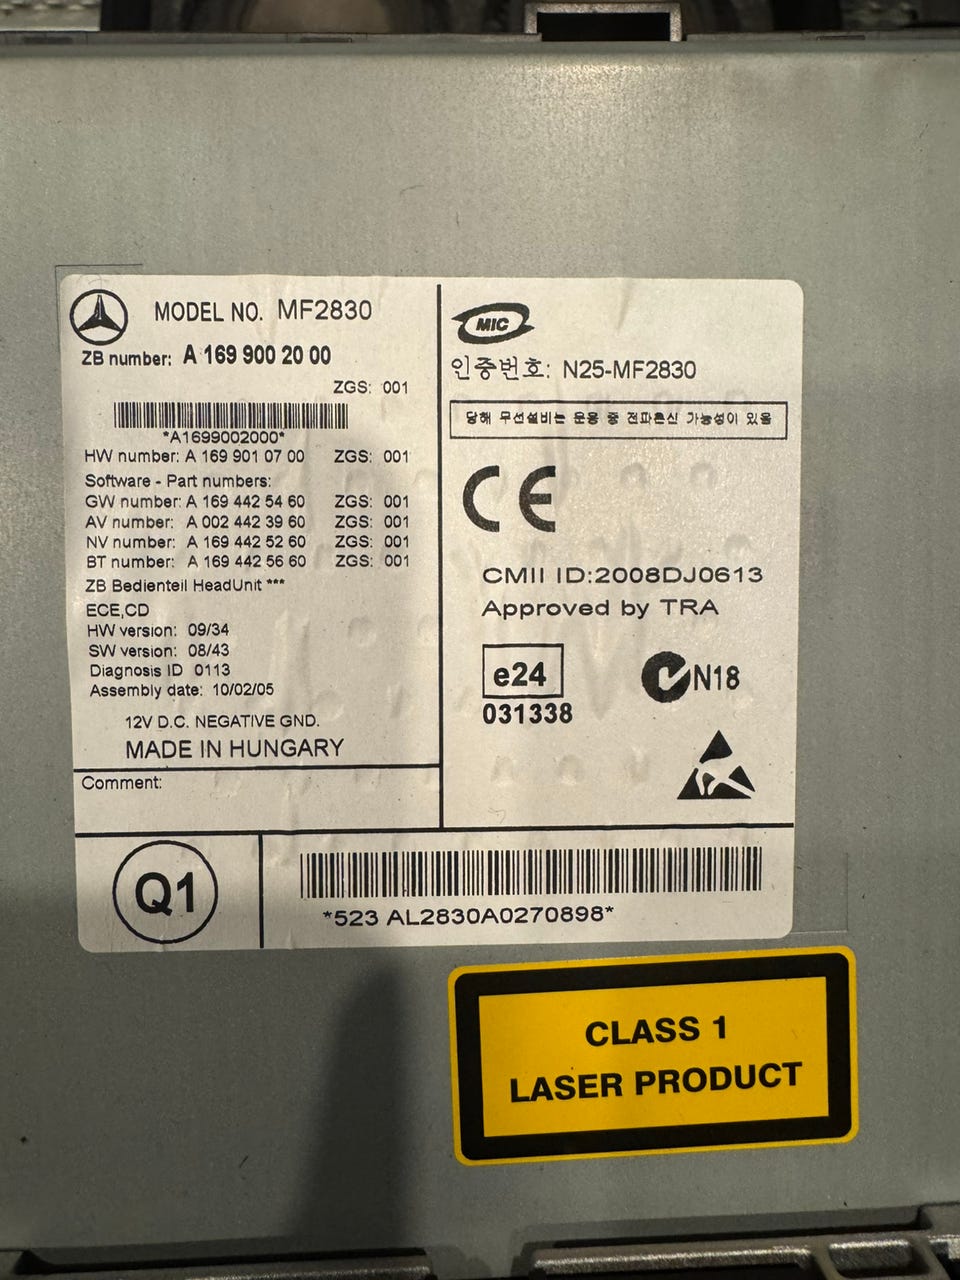 MODEL NO. MF2830
ZB number: A 169 900 20 00
ZGS: 001
*A1699002000*
HW number: A 169 901 07 00 ZGS: 001
Software - Part numbers:
GW number: A 169 442 54 60 ZGS: 001
AV number: A 002 442 39 60 ZGS: 001
NV number: A 169 442 52 60 ZGS: 001
BT number: A 169 442 56 60 ZGS: 001
ZB Bedienteil HeadUnit ***
ECE,CD
HW version: 09/34
SW version: 08/43
Diagnosis ID 0113
Assembly date: 10/02/05
12V D.C. NEGATIVE GND.
MADE IN HUNGARY
Comment:
MIC
인증번호: N25-MF2830
당해 무선설비는 운용 중 전파혼신 가능성이 있음
CE
CMII ID:2008DJ0613
Approved by TRA
e24
031338
N18
Q1
*523 AL2830A0270898*
CLASS 1
LASER PRODUCT